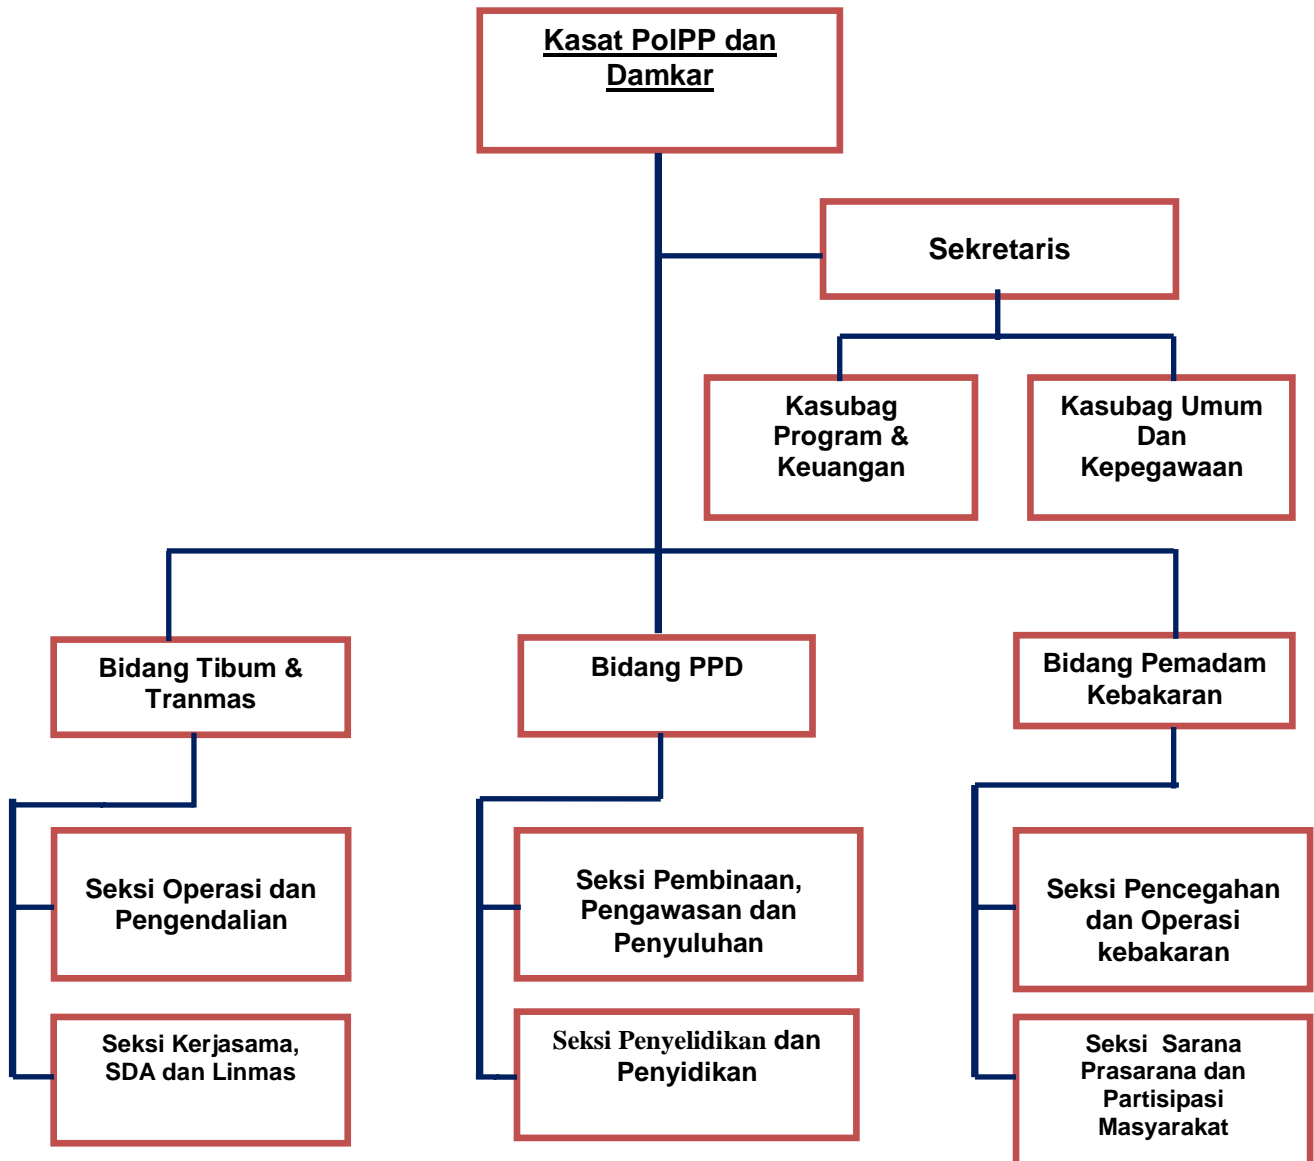 Kasat PolPP dan
Damkar
Sekretaris
Kasubag
Program &
Keuangan
Kasubag Umum
Dan
Kepegawaan
Bidang Tibum &
Tranmas
Bidang PPD
Bidang Pemadam
Kebakaran
Seksi Operasi dan
Pengendalian
Seksi Pembinaan,
Pengawasan dan
Penyuluhan
Seksi Pencegahan
dan Operasi
kebakaran
Seksi Kerjasama,
SDA dan Linmas
Seksi Penyelidikan dan
Penyidikan
Seksi Sarana
Prasarana dan
Partisipasi
Masyarakat